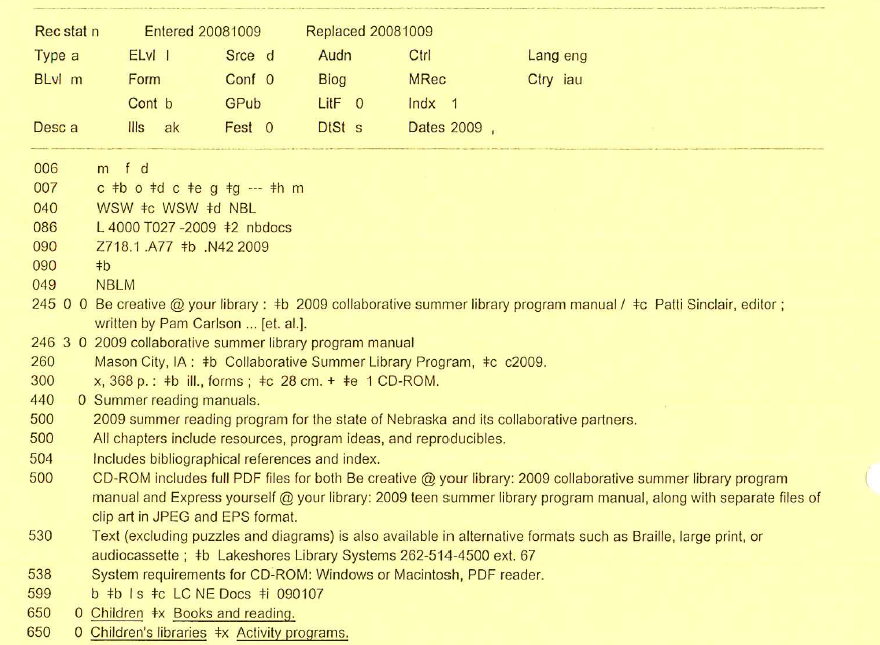 Rec stat n Entered 20081009 Replaced 20081009
Type a ELvl I Srce d Audn Ctrl Lang eng
BLvl m Form Conf 0 Biog MRec Ctry iau
Cont b GPub LitF 0 Indx 1
Desc a Ills ak Fest 0 DtSt s Dates 2009 ,
006 m f d
007 c ǂb o ǂd c ǂe g ǂg --- ǂh m
040 WSW ǂc WSW ǂd NBL
086 L 4000 T027 -2009 ǂ2 nbdocs
090 Z718.1 .A77 ǂb .N42 2009
090 ǂb
049 NBLM
245 0 0 Be creative @ your library : ǂb 2009 collaborative summer library program manual / ǂc Patti Sinclair, editor ;
written by Pam Carlson ... [et. al.].
246 3 0 2009 collaborative summer library program manual
260 Mason City, IA : ǂb Collaborative Summer Library Program, ǂc c2009.
300 x, 368 p. : ǂb ill., forms ; ǂc 28 cm. + ǂe 1 CD-ROM.
440 0 Summer reading manuals.
500 2009 summer reading program for the state of Nebraska and its collaborative partners.
500 All chapters include resources, program ideas, and reproducibles.
504 Includes bibliographical references and index.
500 CD-ROM includes full PDF files for both Be creative @ your library: 2009 collaborative summer library program
manual and Express yourself @ your library: 2009 teen summer library program manual, along with separate files of
clip art in JPEG and EPS format.
530 Text (excluding puzzles and diagrams) is also available in alternative formats such as Braille, large print, or
audiocassette ; ǂb Lakeshores Library Systems 262-514-4500 ext. 67
538 System requirements for CD-ROM: Windows or Macintosh, PDF reader.
599 b ǂb l s ǂc LC NE Docs ǂi 090107
650 0 Children ǂx Books and reading.
650 0 Children's libraries ǂx Activity programs.